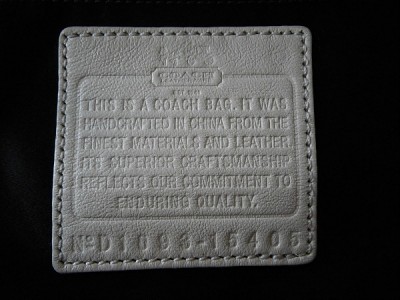 THIS IS A COACH BAG. IT WAS
HANDCRAFTED IN CHINA FROM THE
FINEST MATERIALS AND LEATHER.
ITS SUPERIOR CRAFTSMANSHIP
REFLECTS OUR COMMITMENT TO
ENDURING QUALITY.
NºD1093-15405